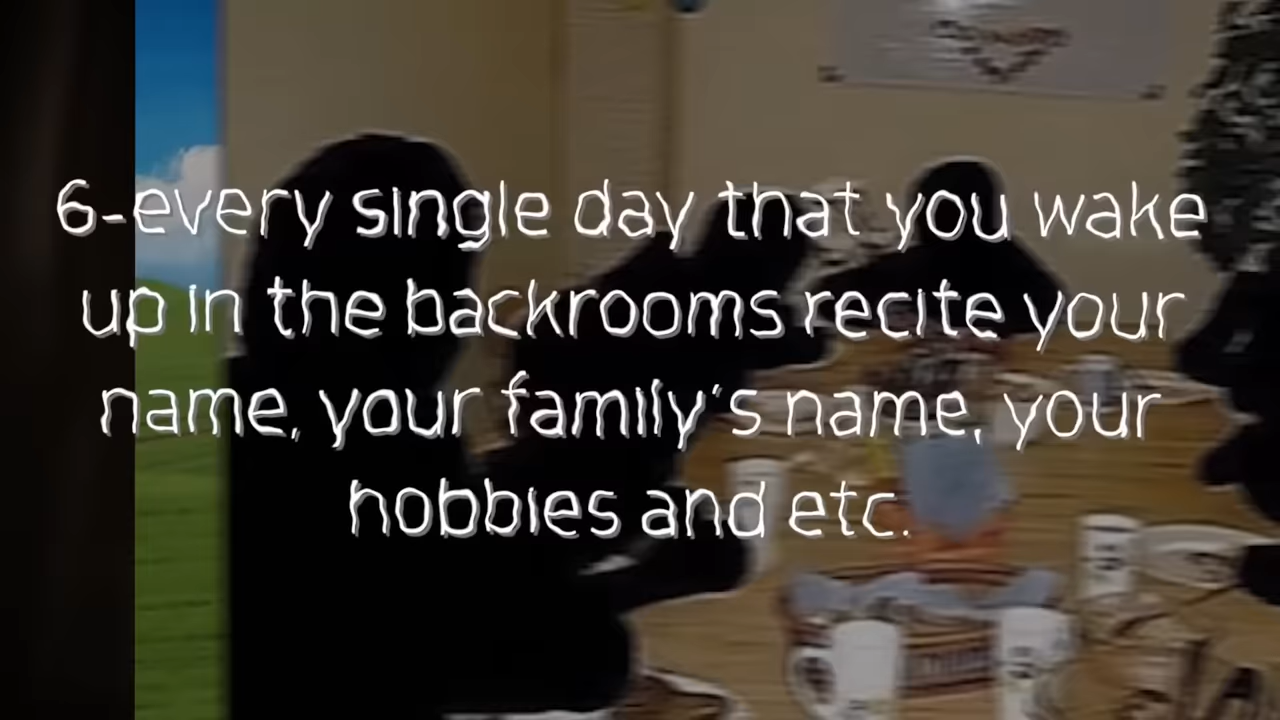 6-every single day that you wake
up in the backrooms recite your
name, your family's name, your
hobbies and etc.